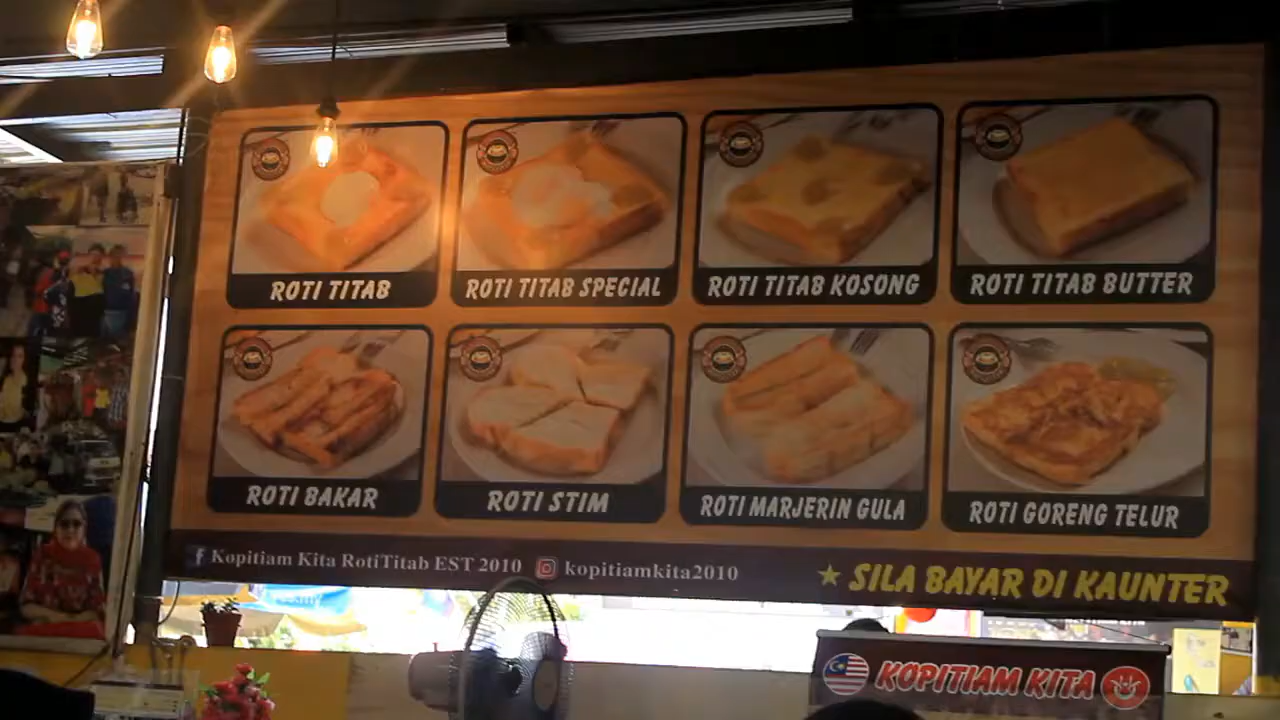 ROTI TITAB
ROTI TITAB SPECIAL
ROTI TITAB KOSONG
ROTI TITAB BUTTER
ROTI BAKAR
ROTI STIM
ROTI MARJERIN GULA
ROTI GORENG TELUR
Kopitiam Kita RotiTitab EST 2010 kopitiamkita2010
SILA BAYAR DI KAUNTER
KOPITIAM KITA